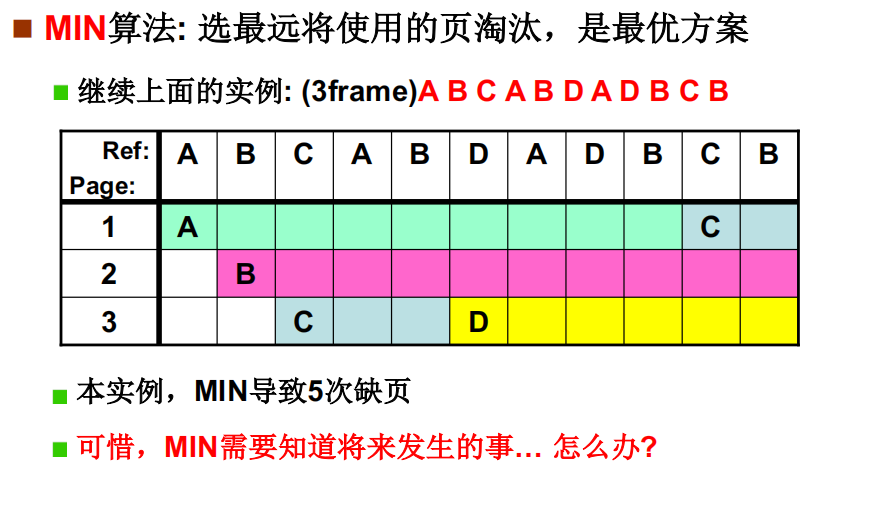 MIN算法: 选最远将使用的页淘汰，是最优方案
继续上面的实例: (3frame)A B C A B D A D B C B
Ref: A B C A B D A D B C B
Page:
1 A C
2 B
3 C D
本实例，MIN导致5次缺页
可惜，MIN需要知道将来发生的事… 怎么办?